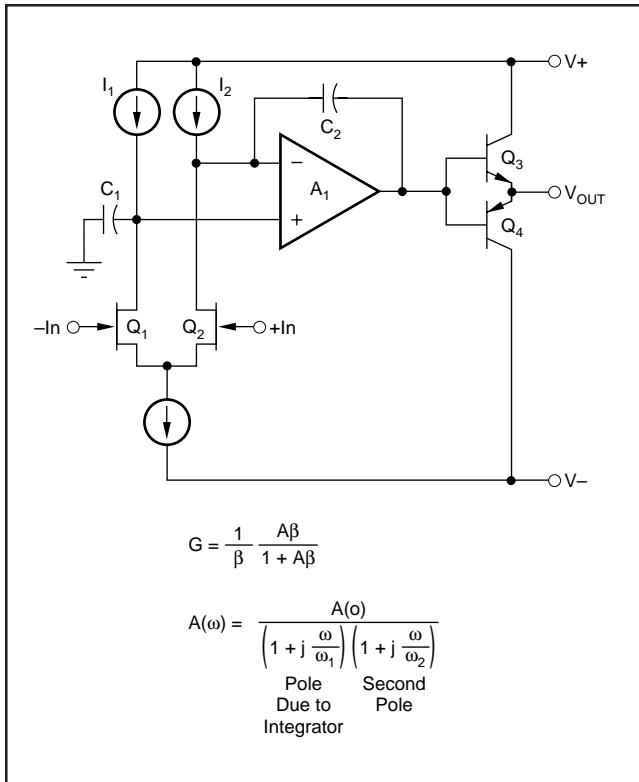 V+
I1 I2
C2
Q3
C1
−
A1
+
VOUT
Q4
–In Q1 Q2 +In
V–
G = 1/β Aβ/(1 + Aβ)
A(ω) = A(o)/((1 + j ω/ω1) (1 + j ω/ω2))
Pole Second
Due to Pole
Integrator